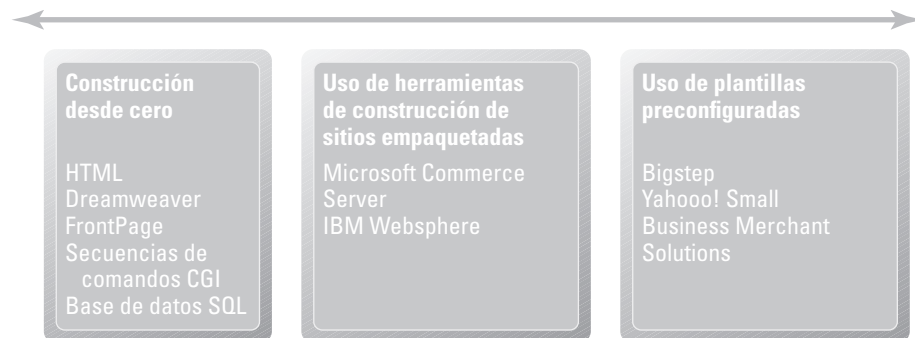 Construcción
desde cero
HTML
Dreamweaver
FrontPage
Secuencias de
comandos CGI
Base de datos SQL
Uso de herramientas
de construcción de
sitios empaquetadas
Microsoft Commerce
Server
IBM Websphere
Uso de plantillas
preconfiguradas
Bigstep
Yahooo! Small
Business Merchant
Solutions